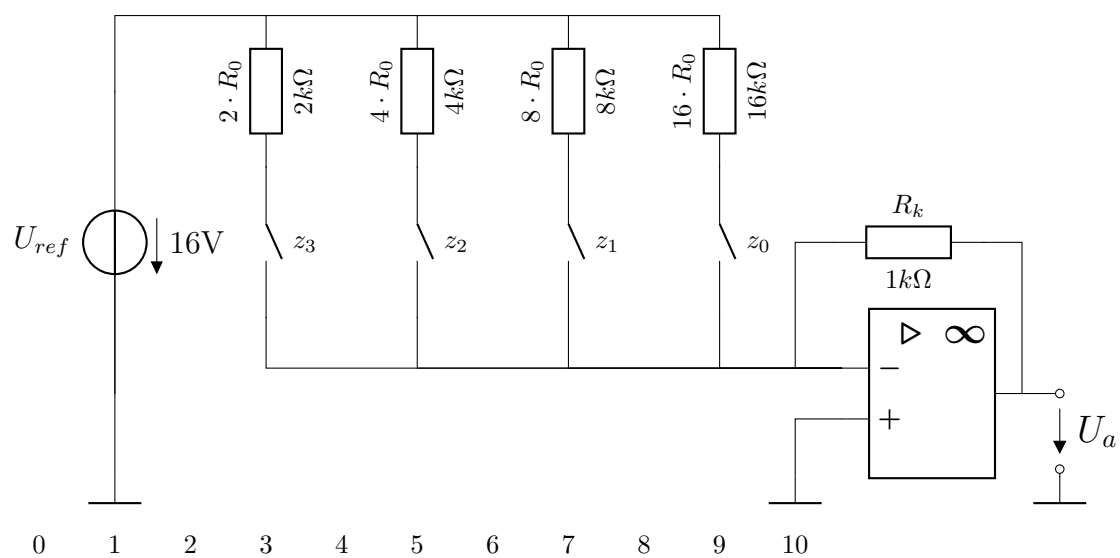 2 · R₀
2kΩ
4 · R₀
4kΩ
8 · R₀
8kΩ
16 · R₀
16kΩ
U_ref
16V
z₃
z₂
z₁
z₀
R_k
1kΩ
▷ ∞
−
+
U_a
0 1 2 3 4 5 6 7 8 9 10